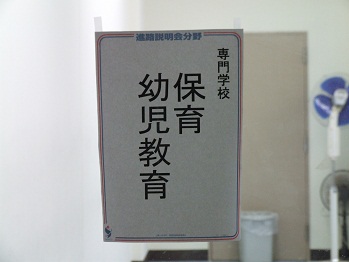 進路説明会分野
専門学校
保育
幼児教育